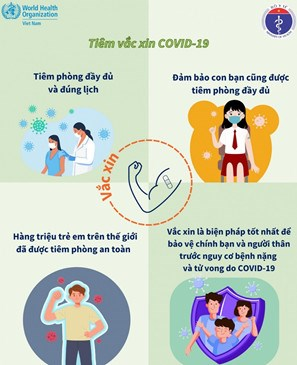 World Health
Organization
Viet Nam
BỘ Y TẾ
Tiêm vắc xin COVID-19
Tiêm phòng đầy đủ
và đúng lịch
Đảm bảo con bạn cũng được
tiêm phòng đầy đủ
Vắc xin
Hàng triệu trẻ em trên thế giới
đã được tiêm phòng an toàn
Vắc xin là biện pháp tốt nhất để
bảo vệ chính bạn và người thân
trước nguy cơ bệnh nặng
và tử vong do COVID-19